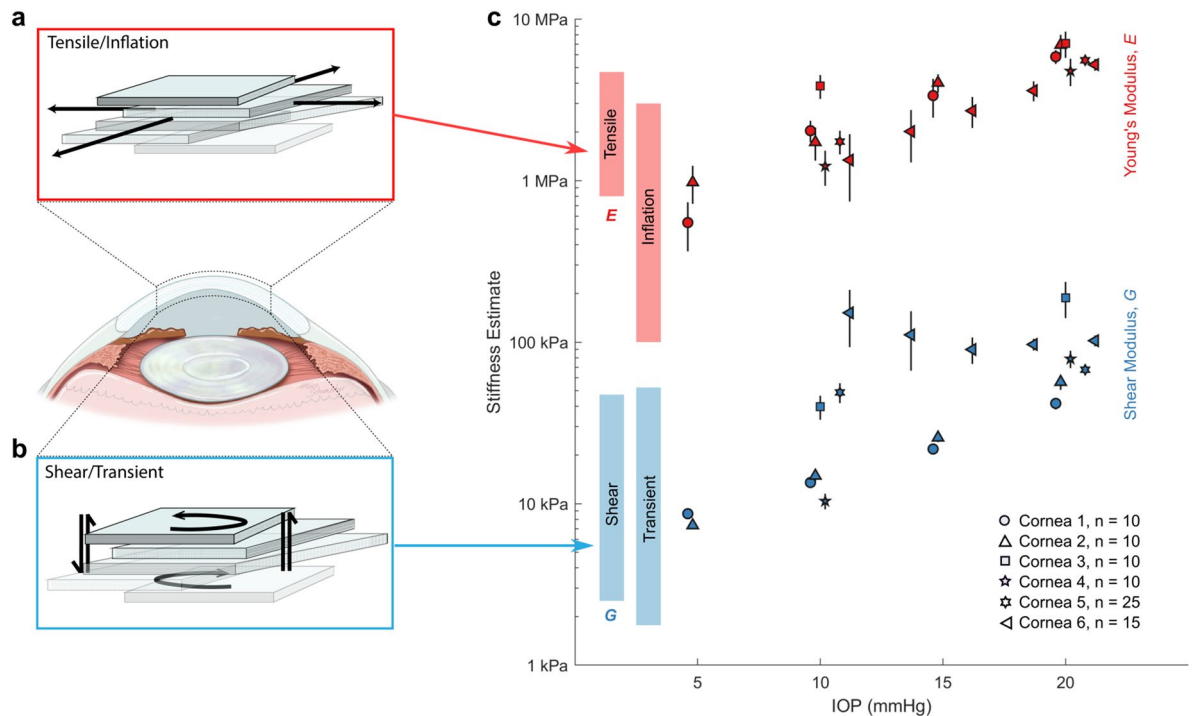 a
Tensile/Inflation
b
Shear/Transient
c
10 MPa
1 MPa
100 kPa
10 kPa
1 kPa
Stiffness Estimate
Tensile
E
Inflation
Shear
G
Transient
Young's Modulus, E
Shear Modulus, G
Cornea 1, n = 10
Cornea 2, n = 10
Cornea 3, n = 10
Cornea 4, n = 10
Cornea 5, n = 25
Cornea 6, n = 15
5 10 15 20
IOP (mmHg)